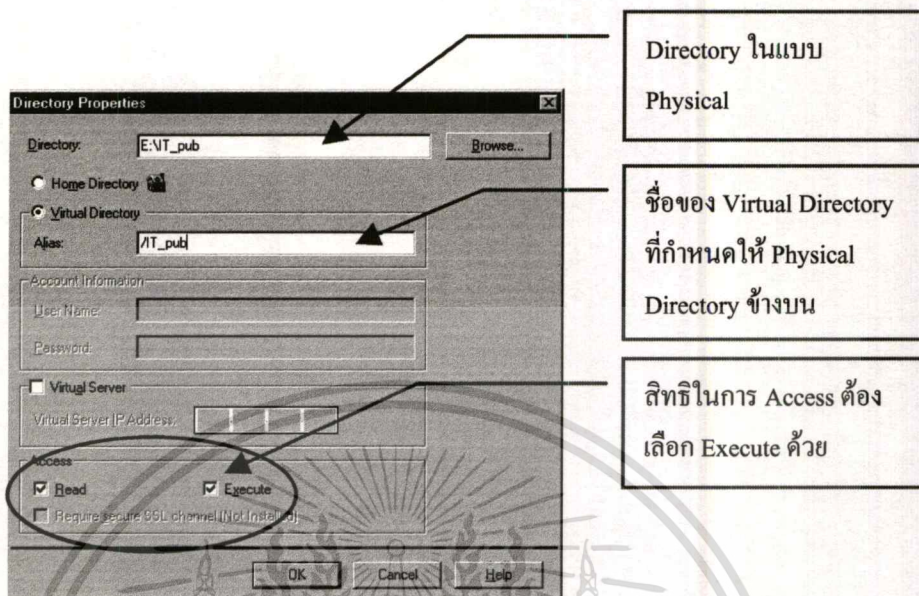 Directory ในแบบ
Physical
Directory Properties
Directory:
E:\IT_pub
Browse...
Home Directory
Virtual Directory
Alias:
/IT_pub
ชื่อของ Virtual Directory
ที่กำหนดให้ Physical
Directory ข้างบน
Account Information
User Name:
Password:
Virtual Server
Virtual Server IP Address:
สิทธิในการ Access ต้อง
เลือก Execute ด้วย
Access
Read
Execute
Require secure SSL channel (Not Installed)
OK
Cancel
Help